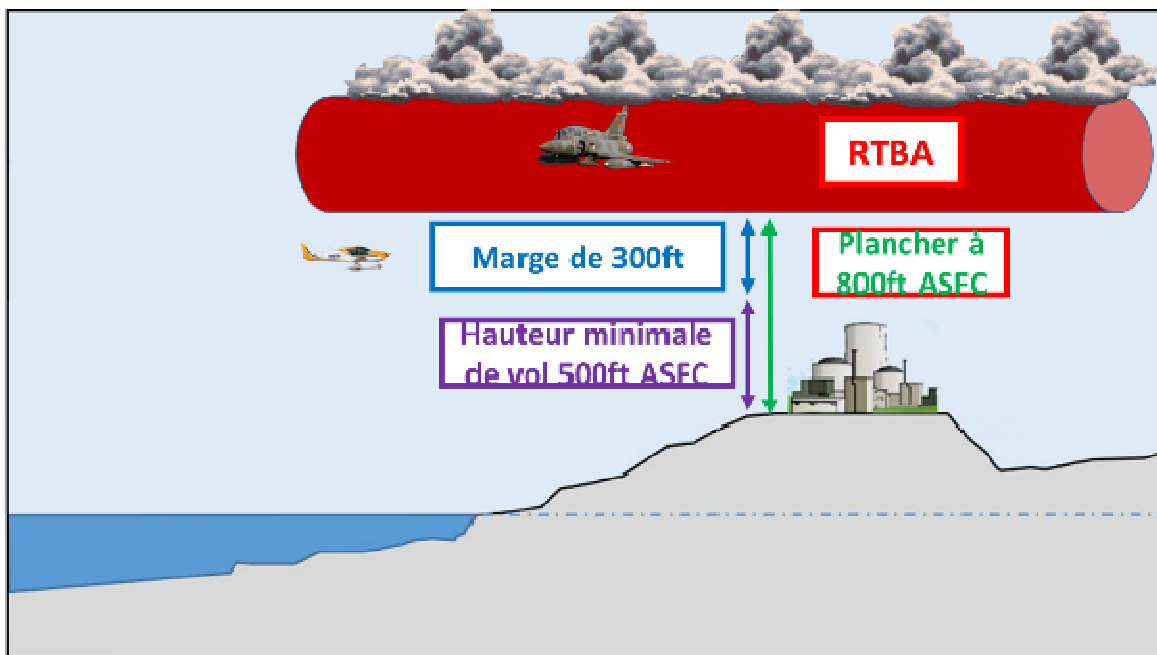 RTBA
Marge de 300ft
Plancher à
800ft ASFC
Hauteur minimale
de vol 500ft ASFC